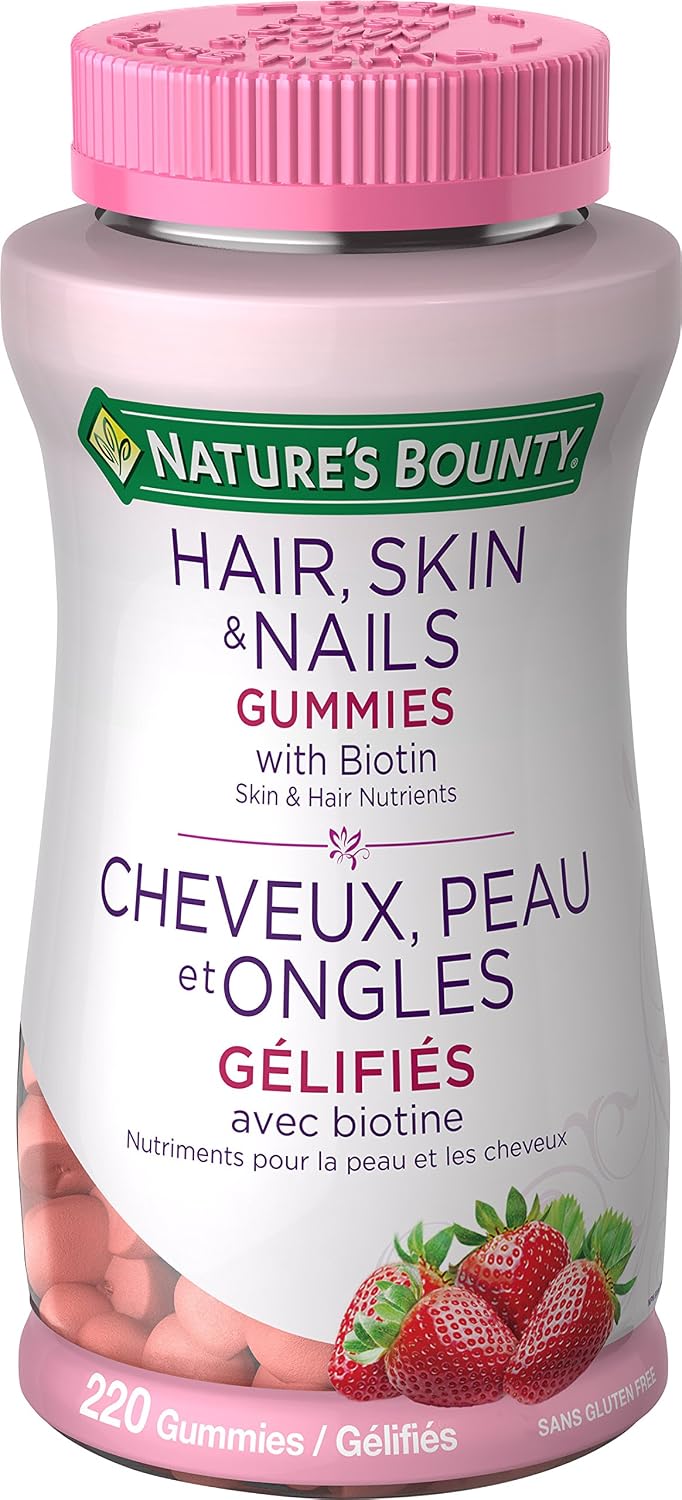 NATURE'S BOUNTY®
HAIR, SKIN
& NAILS
GUMMIES
with Biotin
Skin & Hair Nutrients
CHEVEUX, PEAU
et ONGLES
GÉLIFIÉS
avec biotine
Nutriments pour la peau et les cheveux
220 Gummies / Gélifiés
SANS GLUTEN FREE